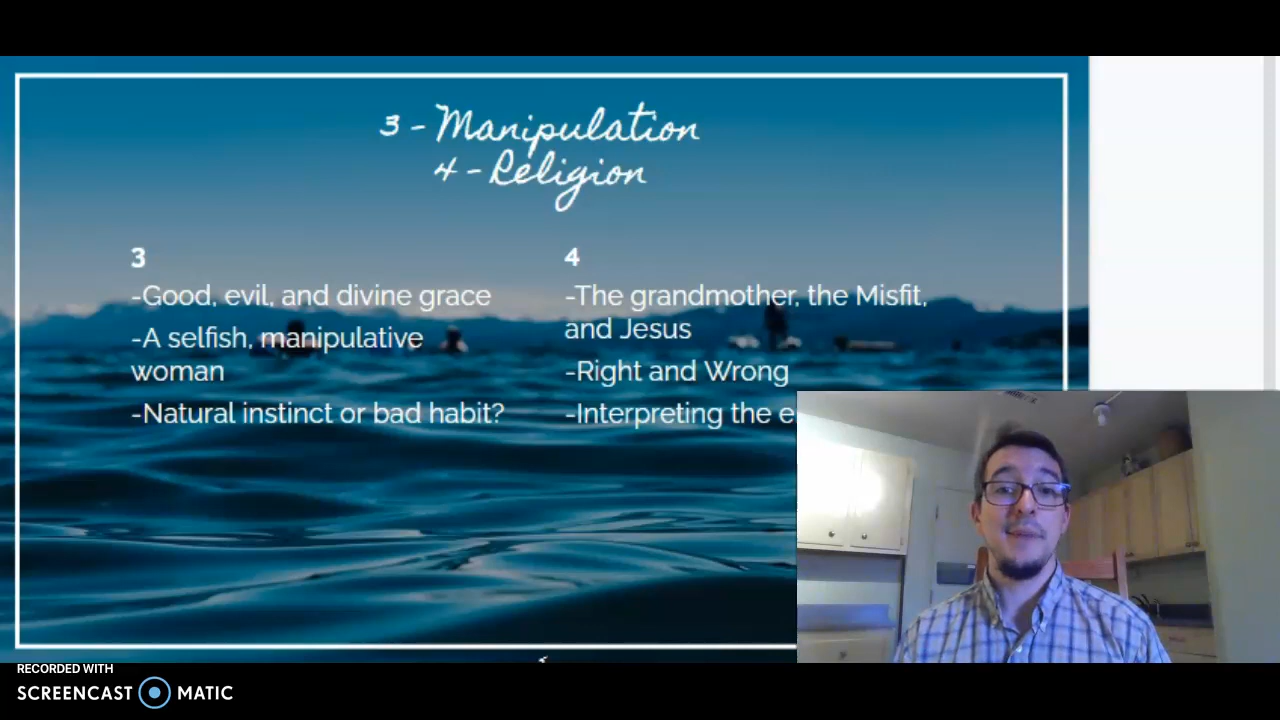 3 - Manipulation
4 - Religion
3
-Good, evil, and divine grace
-A selfish, manipulative
woman
-Natural instinct or bad habit?
4
-The grandmother, the Misfit,
and Jesus
-Right and Wrong
-Interpreting the
RECORDED WITH
SCREENCAST MATIC